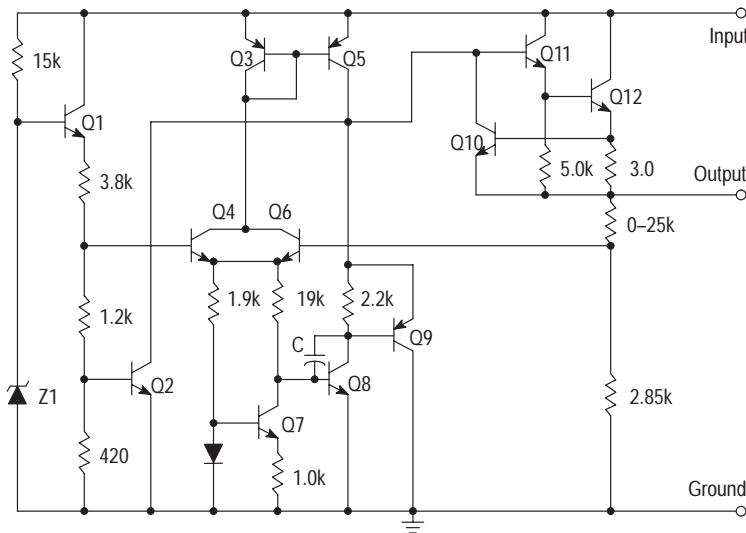 Input
15k
Q3
Q5
Q11
Q12
Q1
Q10
3.8k
5.0k
3.0
Output
Q4
Q6
0–25k
1.2k
1.9k
19k
2.2k
C
Q9
Z1
Q2
Q8
2.85k
Q7
420
1.0k
Ground